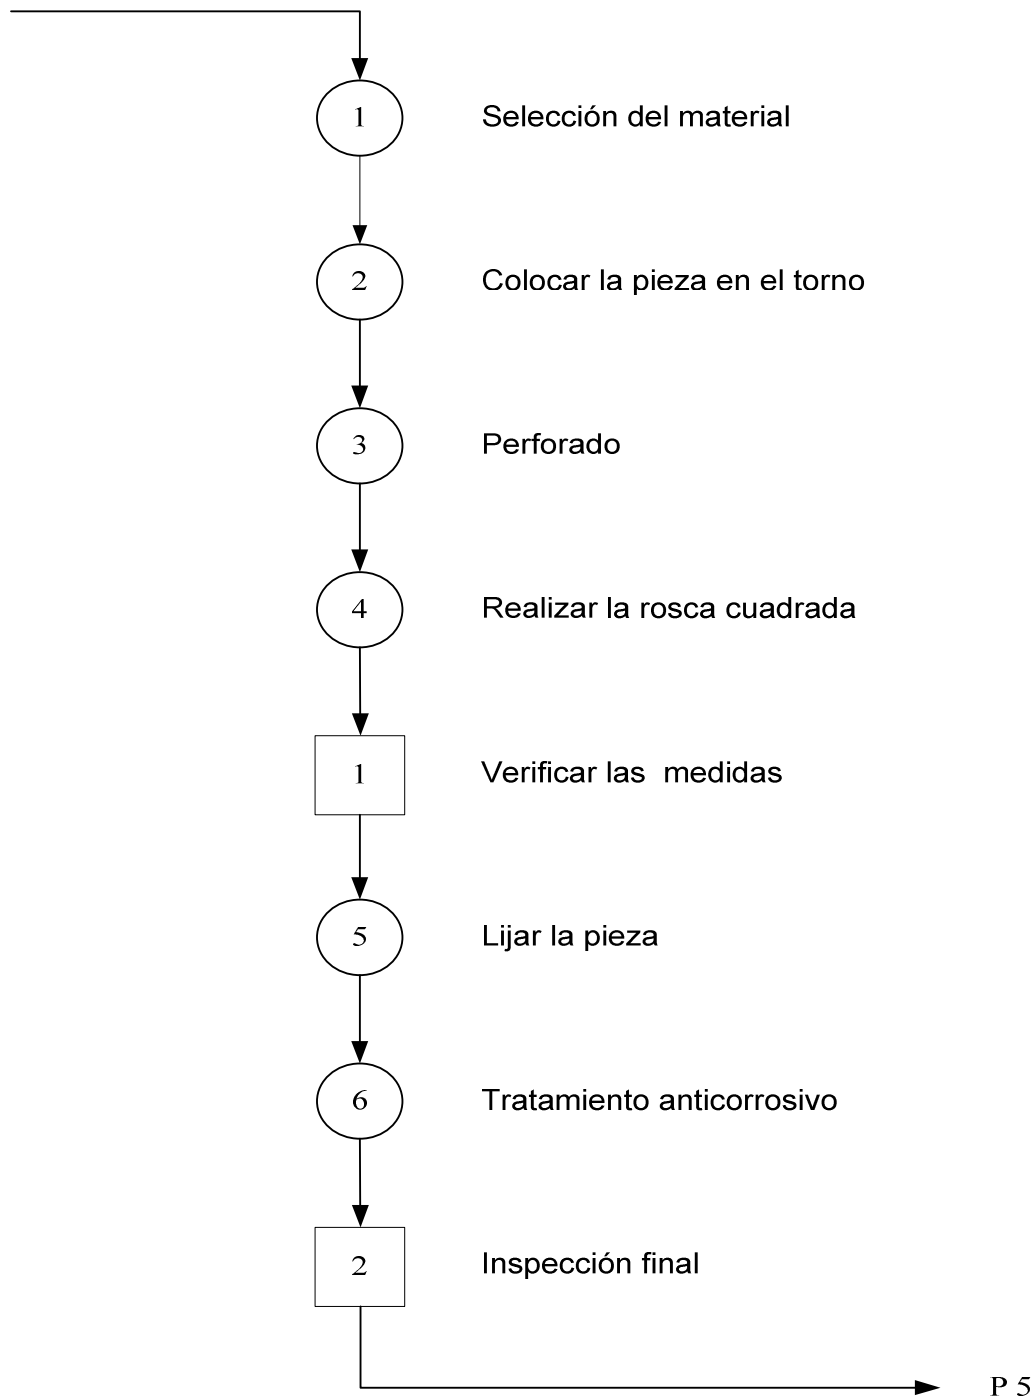 1 Selección del material
2 Colocar la pieza en el torno
3 Perforado
4 Realizar la rosca cuadrada
1 Verificar las medidas
5 Lijar la pieza
6 Tratamiento anticorrosivo
2 Inspección final
P 5